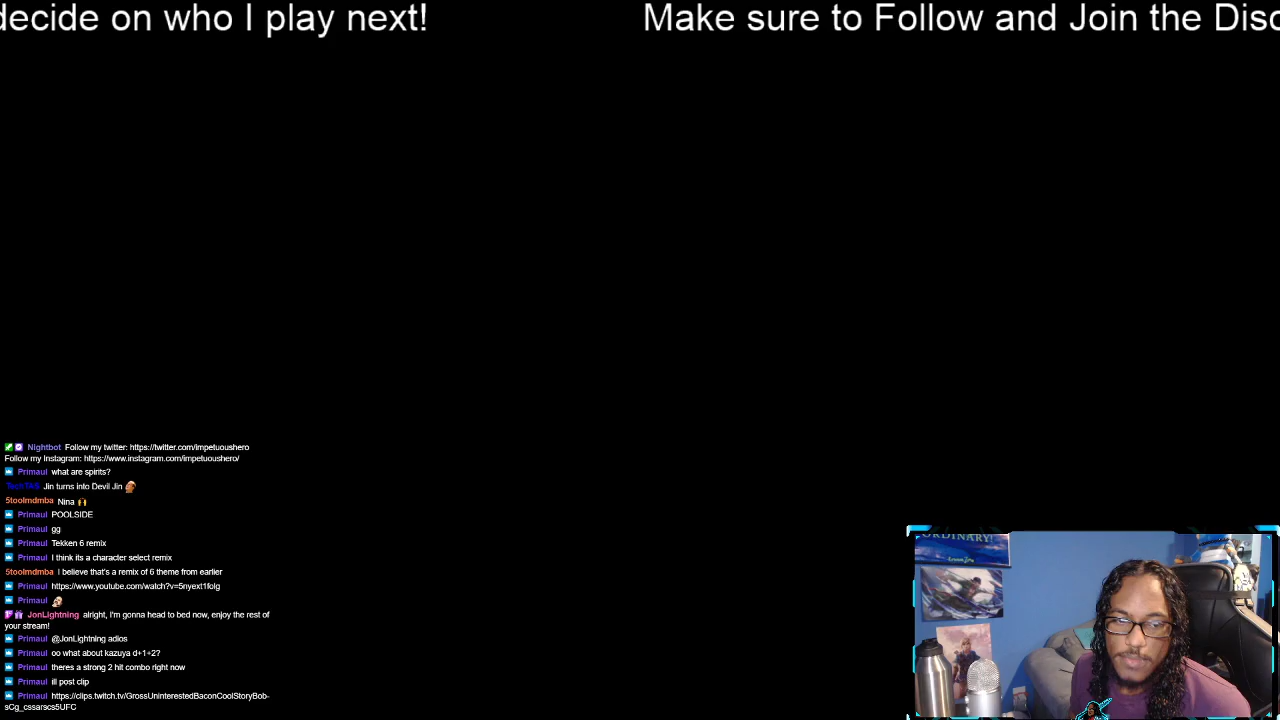 decide on who I play next! Make sure to Follow and Join the Disc
Nightbot Follow my twitter: https://twitter.com/impetuoushero
Follow my Instagram: https://www.instagram.com/impetuoushero/
Primaul what are spirits?
TechTAS Jin turns into Devil Jin
5toolmdmba Nina
Primaul POOLSIDE
Primaul gg
Primaul Tekken 6 remix
Primaul I think its a character select remix
5toolmdmba I believe that's a remix of 6 theme from earlier
Primaul https://www.youtube.com/watch?v=5nyext1folg
Primaul
JonLightning alright, I'm gonna head to bed now, enjoy the rest of
your stream!
Primaul @JonLightning adios
Primaul oo what about kazuya d+1+2?
Primaul theres a strong 2 hit combo right now
Primaul ill post clip
Primaul https://clips.twitch.tv/GrossUninterestedBaconCoolStoryBob-
sCg_cssarscs5UFC
ORDINARY!